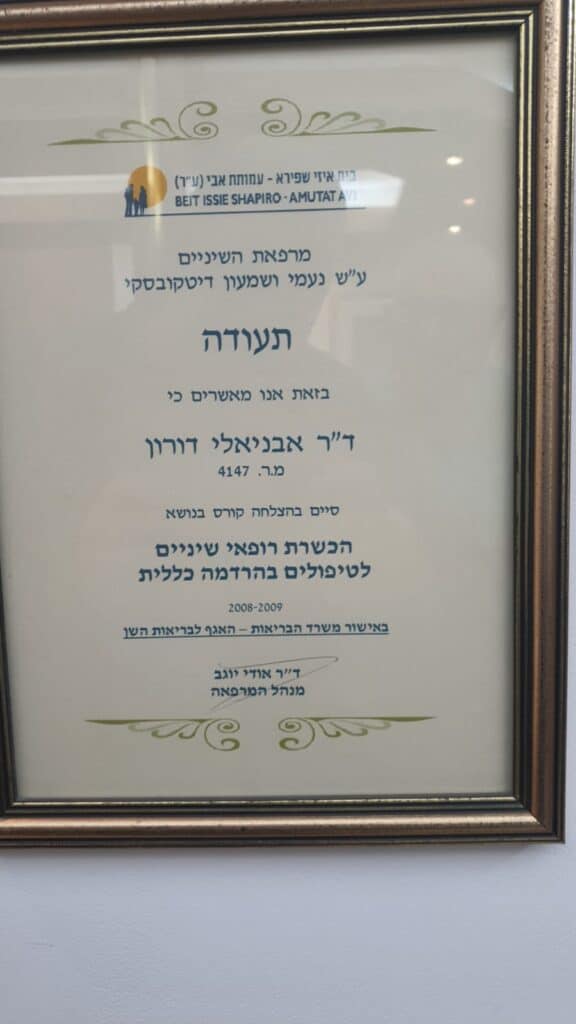 בית איזי שפירא - עמותת אבי (ע"ר)
BEIT ISSIE SHAPIRO - AMUTAT AVI
מרפאת השיניים
ע"ש נעמי ושמעון דיטקובסקי
תעודה
בזאת אנו מאשרים כי
ד"ר אבניאלי דורון
מ.ר. 4147
סיים בהצלחה קורס בנושא
הכשרת רופאי שיניים
לטיפולים בהרדמה כללית
2008-2009
באישור משרד הבריאות – האגף לבריאות השן
ד"ר אודי יוגב
מנהל המרפאה